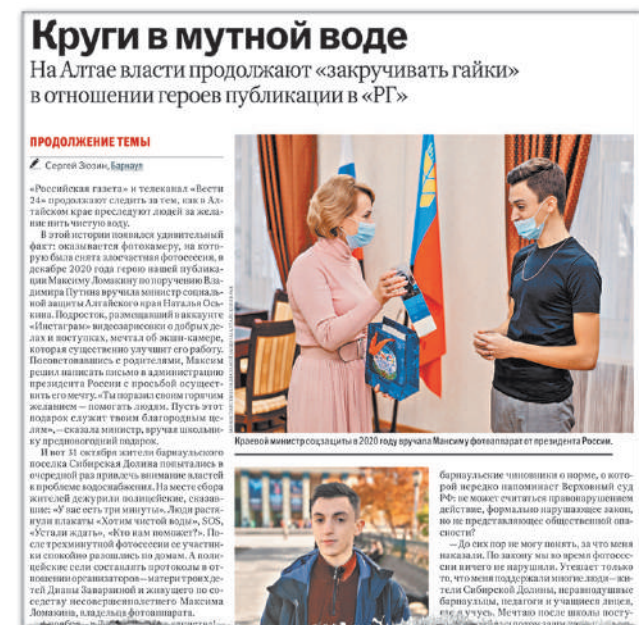 Круги в мутной воде
На Алтае власти продолжают «закручивать гайки»
в отношении героев публикации в «РГ»
ПРОДОЛЖЕНИЕ ТЕМЫ
Сергей Зюзин, Барнаул
«Российская газета» и телеканал «Вести
24» продолжают следить за тем, как в Ал-
тайском крае преследуют людей за жела-
ние пить чистую воду.
В этой истории появился удивительный
факт: оказывается фотокамеру, на кото-
рую была снята злосчастная фотосессия, в
декабре 2020 года герою нашей публика-
ции Максиму Ломакину по поручению Вла-
димира Путина вручила министр социаль-
ной защиты Алтайского края Наталья Ось-
кина. Подросток, размещавший в аккаунте
«Инстаграм» видеозарисовки о добрых де-
лах и поступках, мечтал об экшн-камере,
которая существенно улучшит его работу.
Посоветовавшись с родителями, Максим
решил написать письмо в администрацию
президента России с просьбой осущест-
вить его мечту. «Ты поразил своим горячим
желанием — помогать людям. Пусть этот
подарок служит твоим благородным це-
лям», — сказала министр, вручая школьни-
ку предновогодний подарок.
И вот 31 октября жители барнаульского
поселка Сибирская Долина попытались в
очередной раз привлечь внимание властей
к проблеме водоснабжения. На месте сбора
жителей дежурили полицейские, сказав-
шие: «У вас есть три минуты». Люди растя-
нули плакаты «Хотим чистой воды», SOS,
«Устали ждать», «Кто нам поможет?». По-
сле трехминутной фотосессии ее участни-
ки спокойно разошлись по домам. А поли-
цейские сели составлять протоколы в от-
ношении организаторов — матери троих де-
тей Дианы Завариной и живущего по со-
седству несовершеннолетнего Максима
Ломакина, владельца фотоаппарата.
Краевой министр соцзащиты в 2020 году вручала Максиму фотоаппарат от президента России.
барнаульские чиновники о норме, о кото-
рой нередко напоминает Верховный суд
РФ: не может считаться правонарушением
действие, формально нарушающее закон,
но не представляющее общественной опа-
сности?
— До сих пор не могу понять, за что меня
наказали. По закону мы во время фотосес-
сии ничего не нарушили. Утешает только
то, что меня поддержали многие люди — жи-
тели Сибирской Долины, неравнодушные
барнаульцы, педагоги и учащиеся лицея,
где я учусь. Мечтаю после школы посту-